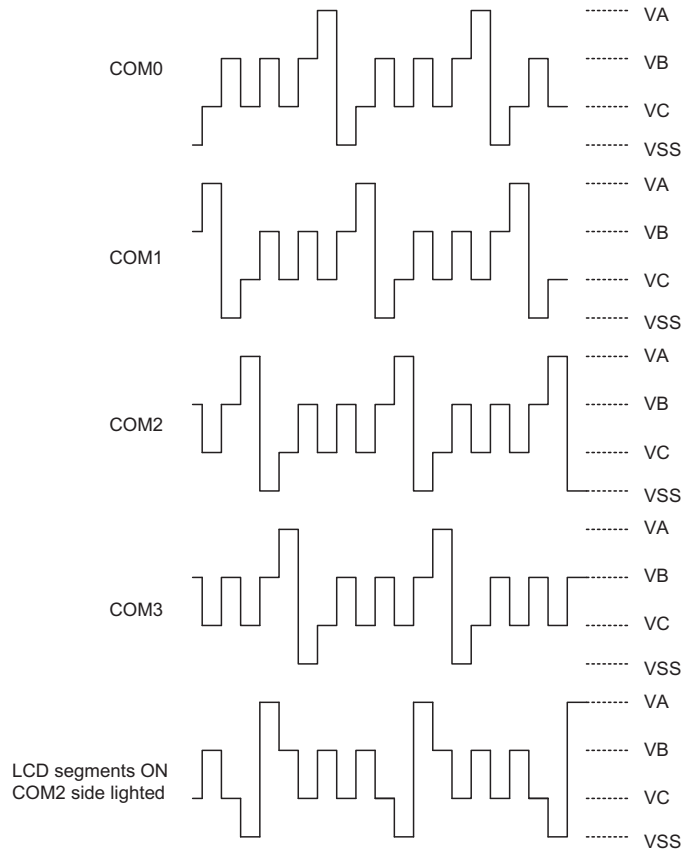 VA
COM0
VB
VC
VSS
VA
COM1
VB
VC
VSS
VA
COM2
VB
VC
VSS
VA
COM3
VB
VC
VSS
VA
VB
LCD segments ON
COM2 side lighted
VC
VSS